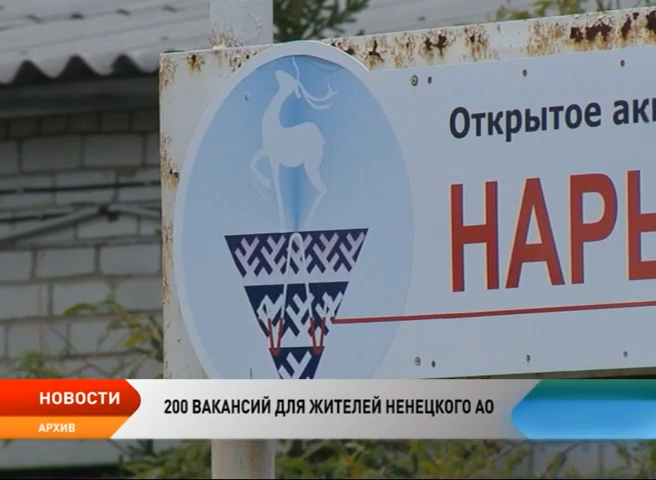 Открытое ак
НАРЬ
НОВОСТИ
200 ВАКАНСИЙ ДЛЯ ЖИТЕЛЕЙ НЕНЕЦКОГО АО
АРХИВ